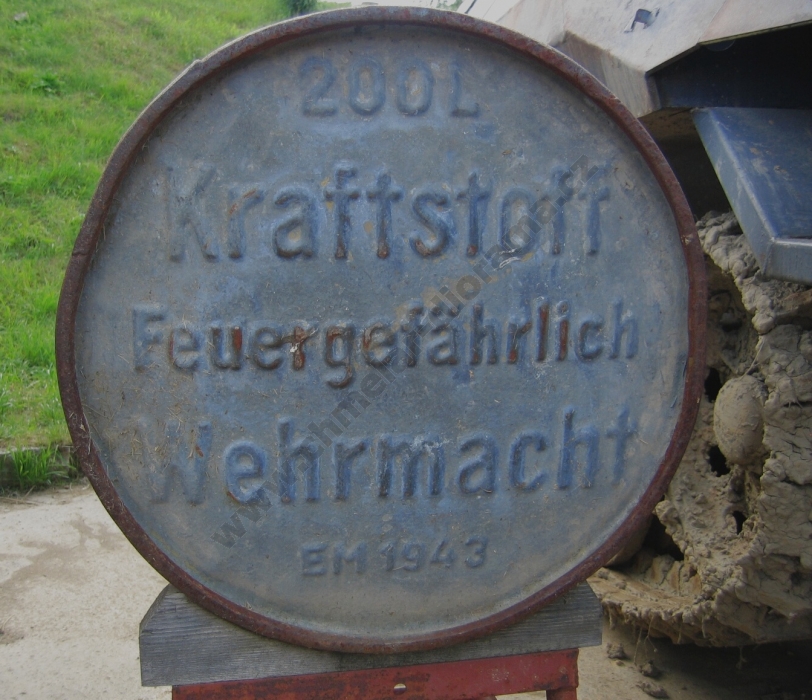 200L
Kraftstoff
Feuergefährlich
Wehrmacht
EM 1943